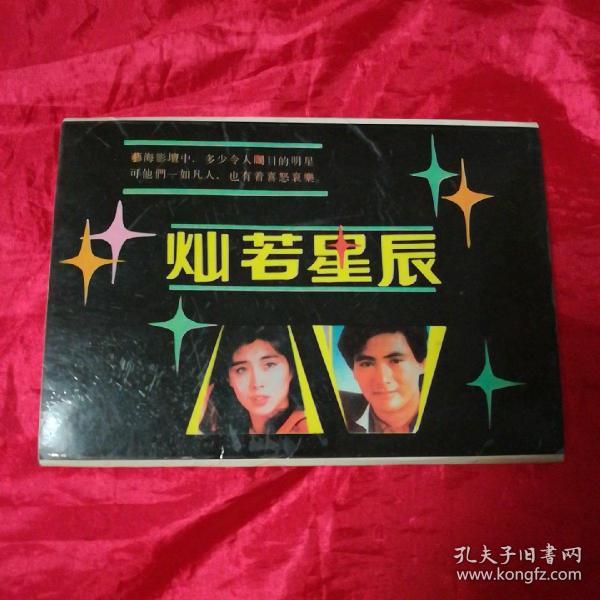 藝海影壇中，多少令人矚目的明星
可他們一如凡人，也有着喜怒哀樂。
灿若星辰
孔夫子旧書网
www.kongfz.com